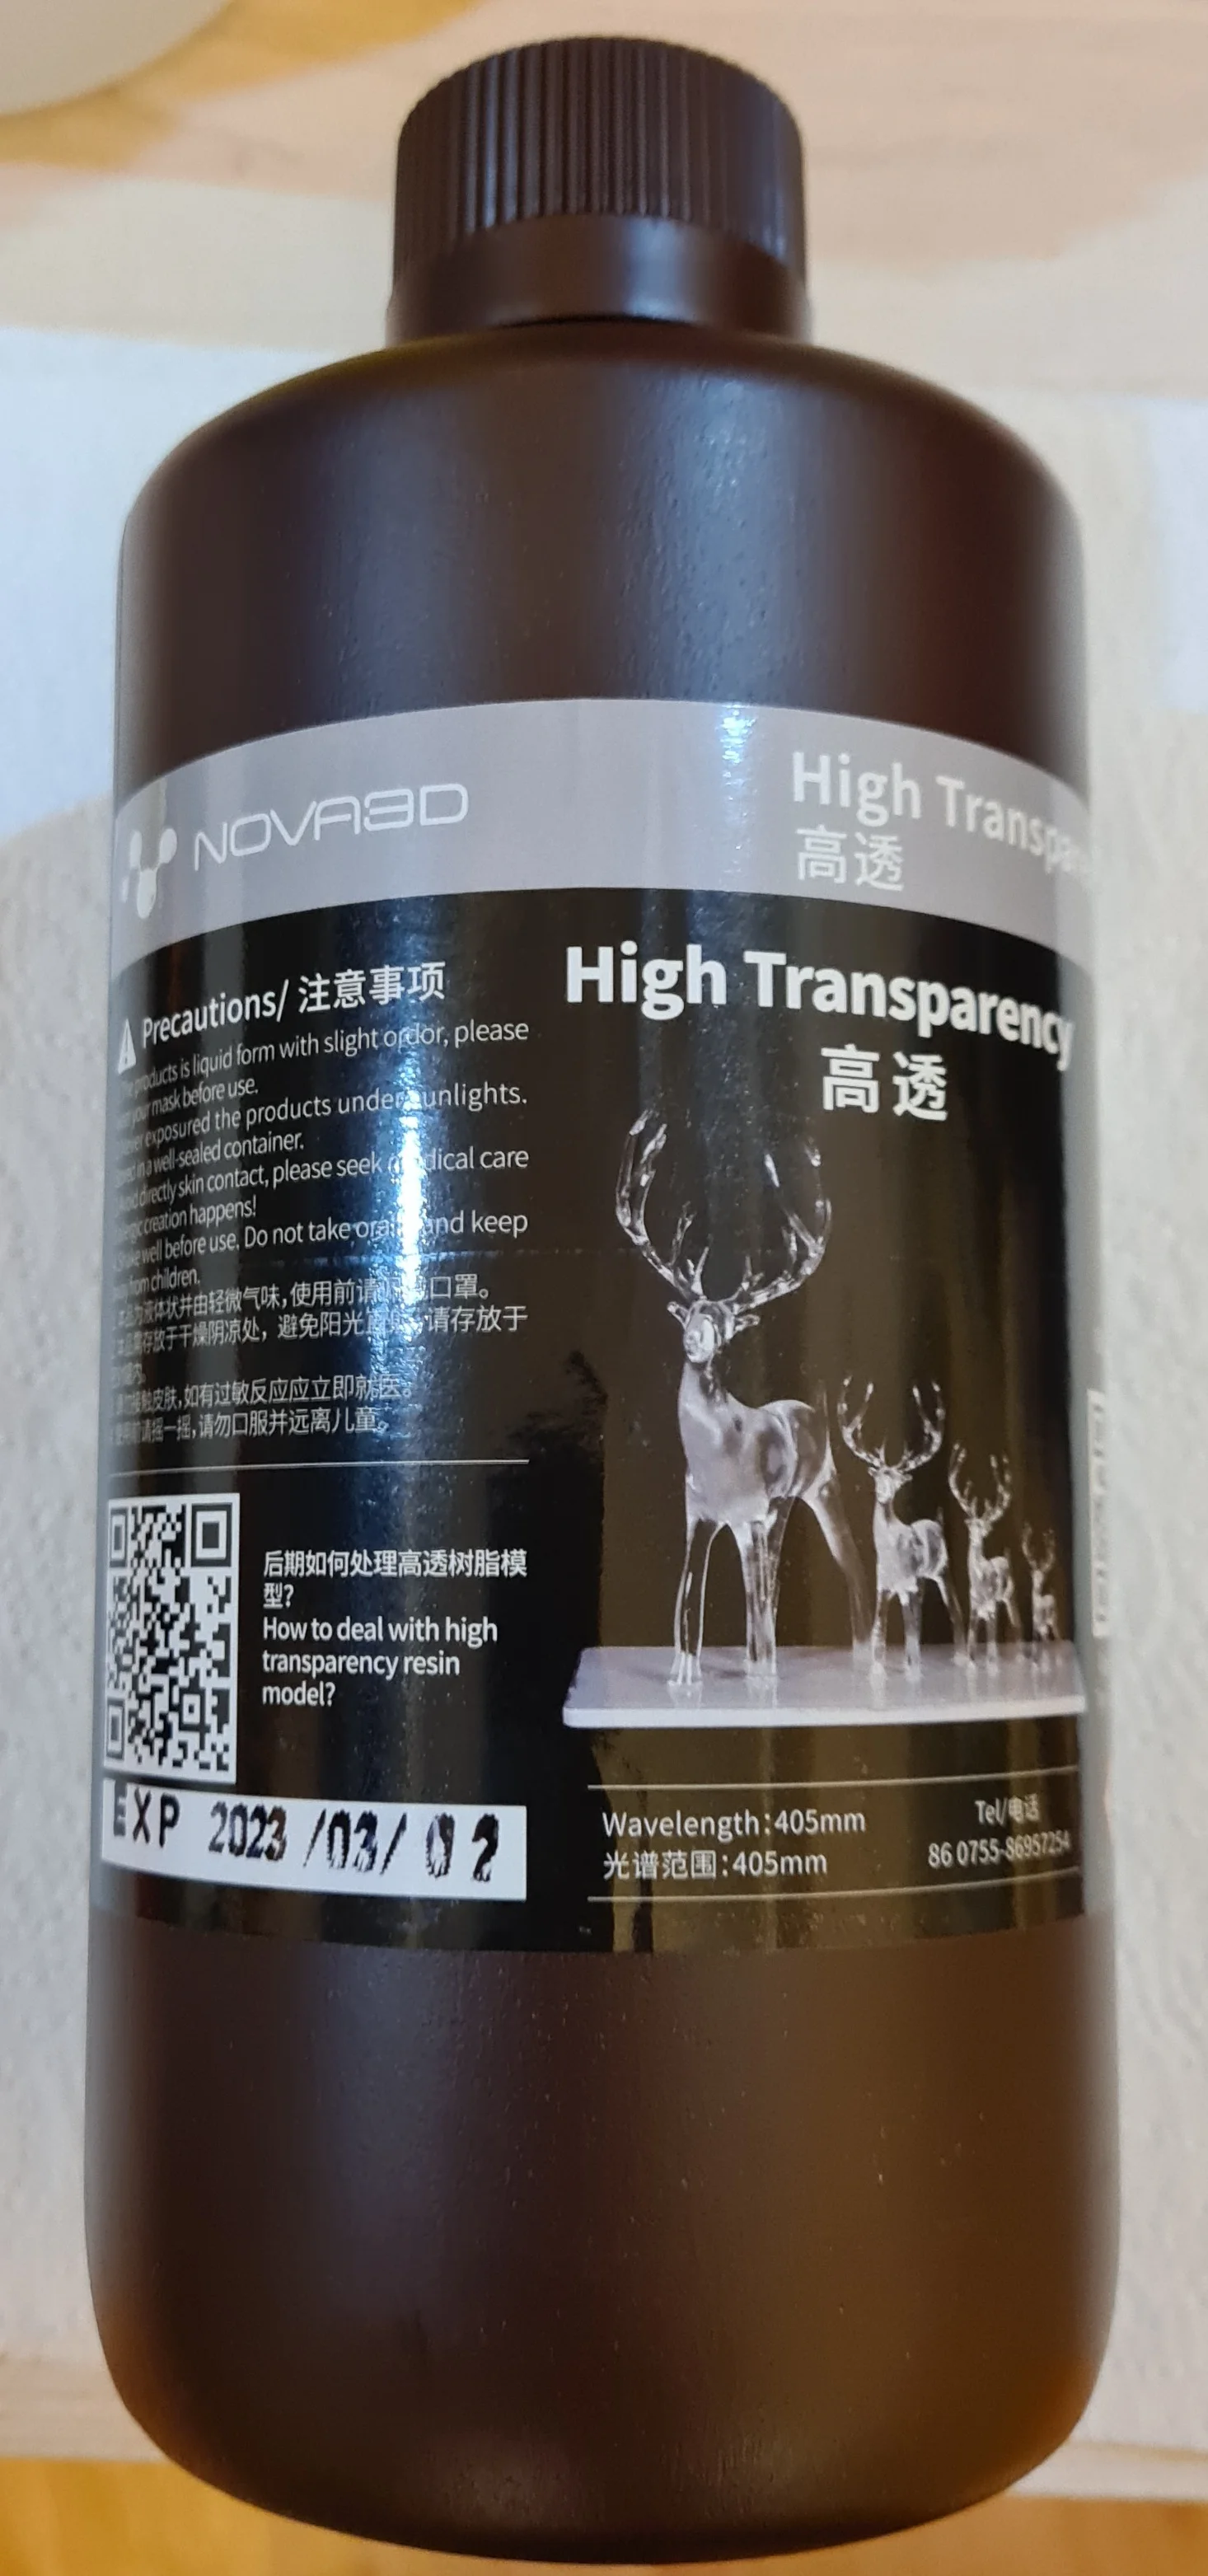 NOVA3D
High Transpa
高透
Precautions/ 注意事项
products is liquid form with slight ordor, please
your mask before use.
exposured the products under sunlights.
in a well-sealed container.
directly skin contact, please seek medical care
creation happens!
well before use. Do not take oral and keep
from children.
液体状并由轻微气味,使用前请 口罩。
存放于干燥阴凉处, 避免阳光 请存放于
内。
接触皮肤,如有过敏反应应立即就医。
前请摇一摇,请勿口服并远离儿童。
后期如何处理高透树脂模
型?
How to deal with high
transparency resin
model?
EXP 2023/03/02
High Transparency
高透
Wavelength:405mm
光谱范围:405mm
Tel/电话
86 0755-86957254